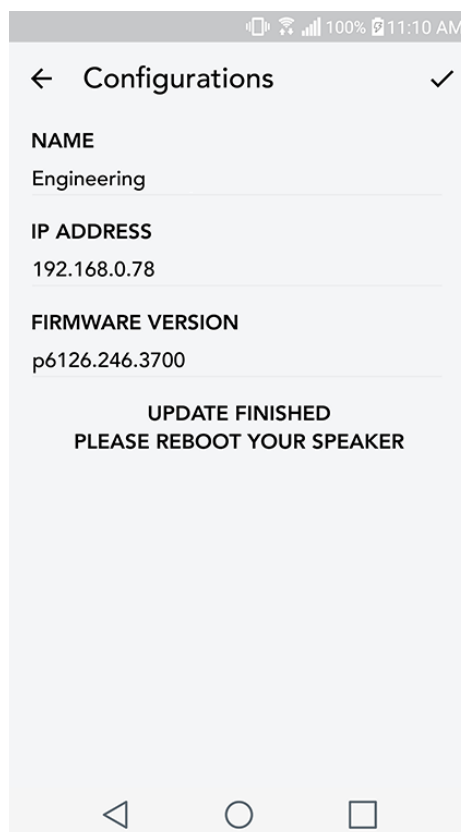 100% 11:10 AM
Configurations
NAME
Engineering
IP ADDRESS
192.168.0.78
FIRMWARE VERSION
p6126.246.3700
UPDATE FINISHED
PLEASE REBOOT YOUR SPEAKER